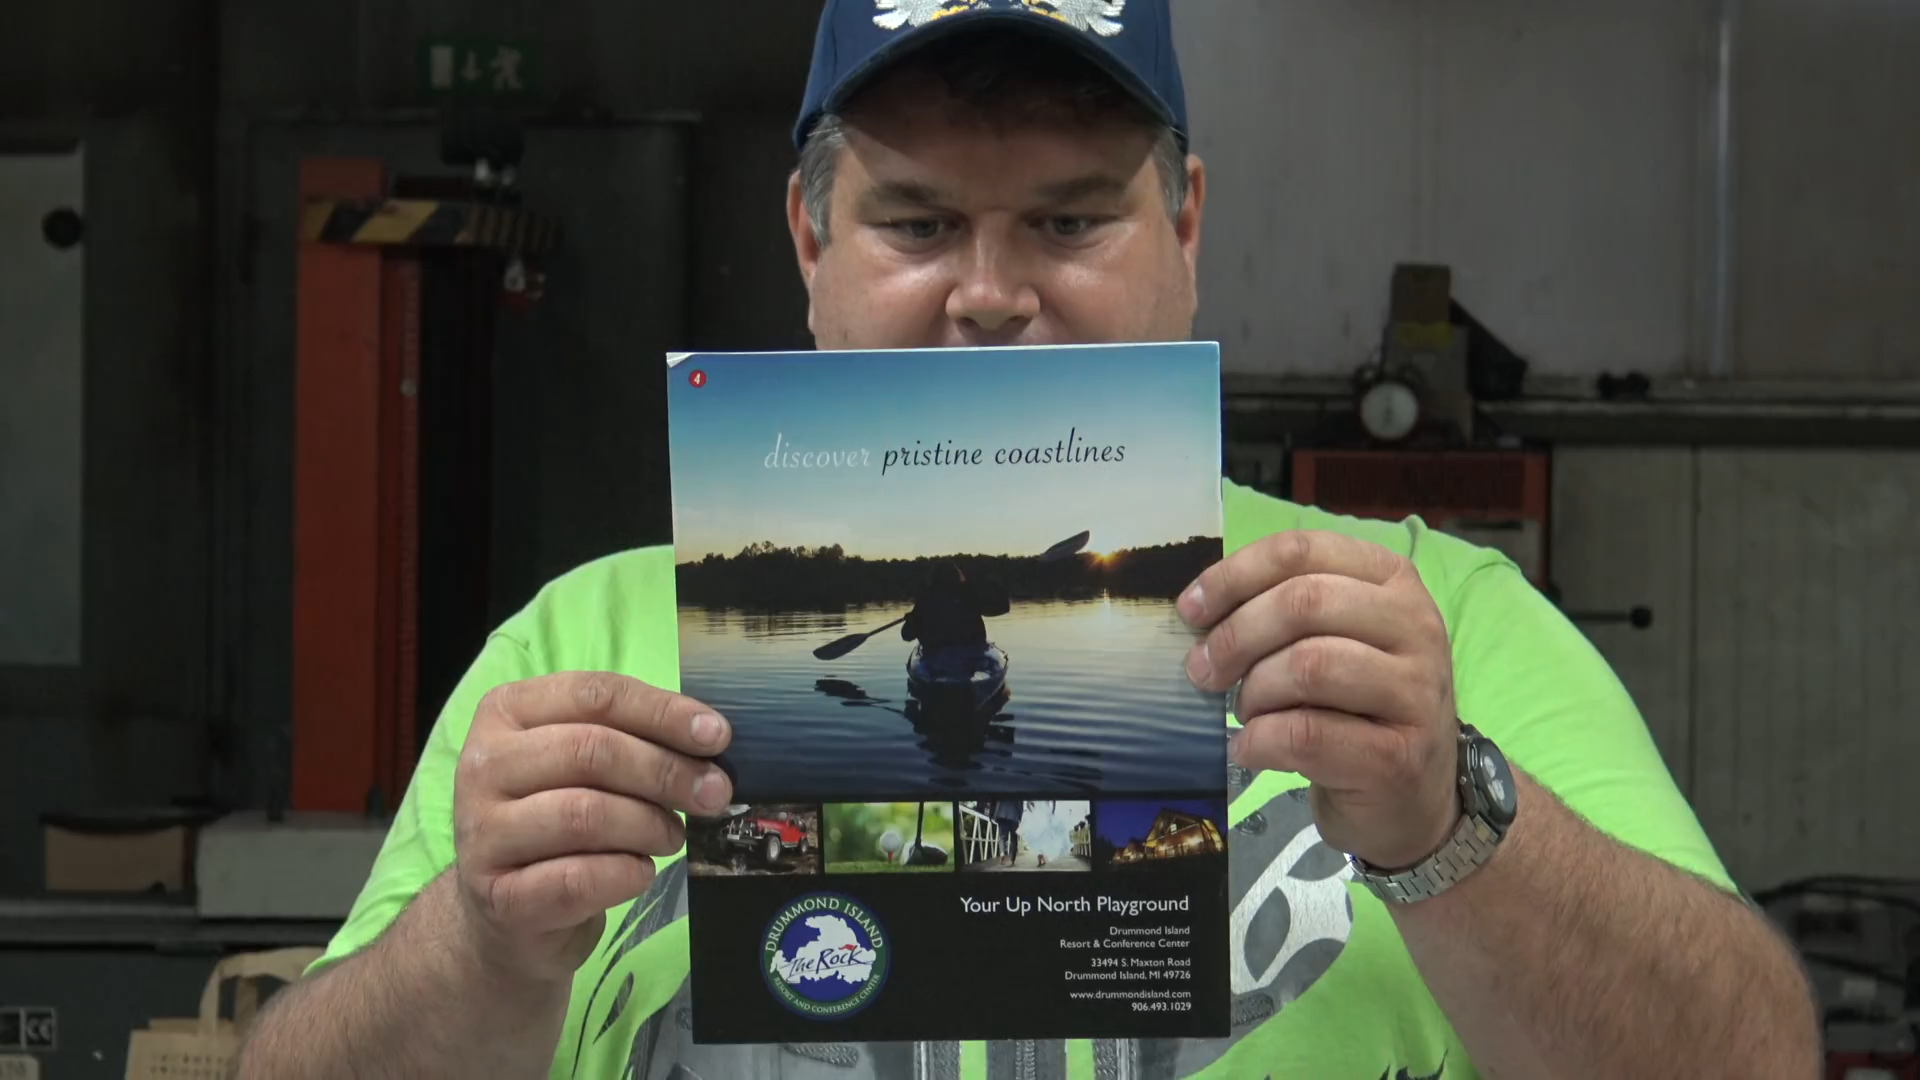 4
discover pristine coastlines
DRUMMOND ISLAND
The Rock
RESORT AND CONFERENCE CENTER
Your Up North Playground
Drummond Island
Resort & Conference Center
33494 S. Maxton Road
Drummond Island, MI 49726
www.drummondisland.com
906.493.1029
CE